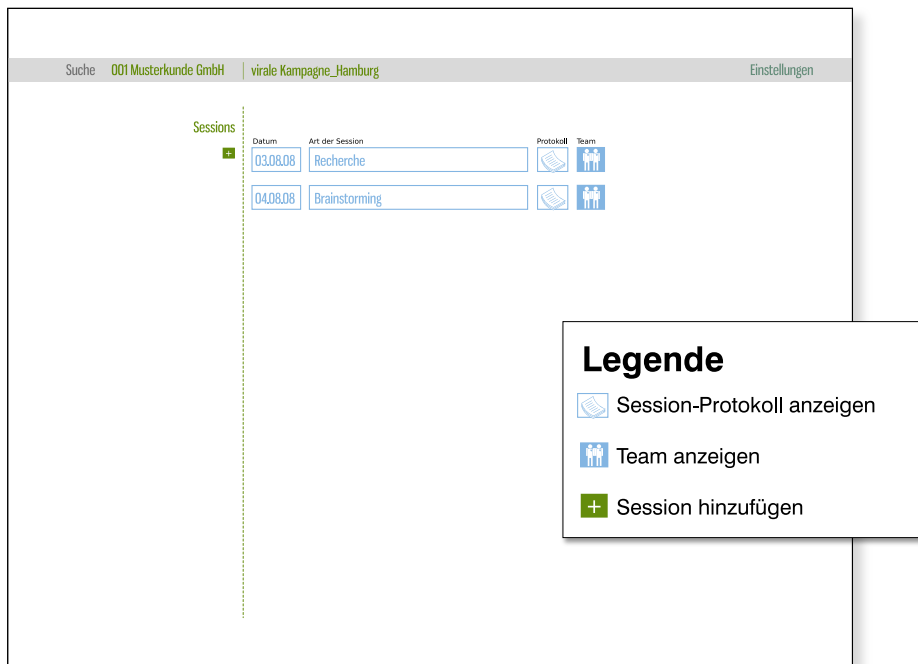 Suche 001 Musterkunde GmbH virale Kampagne_Hamburg Einstellungen
Sessions
Datum Art der Session Protokoll Team
+
03.08.08 Recherche
04.08.08 Brainstorming
Legende
Session-Protokoll anzeigen
Team anzeigen
+ Session hinzufügen